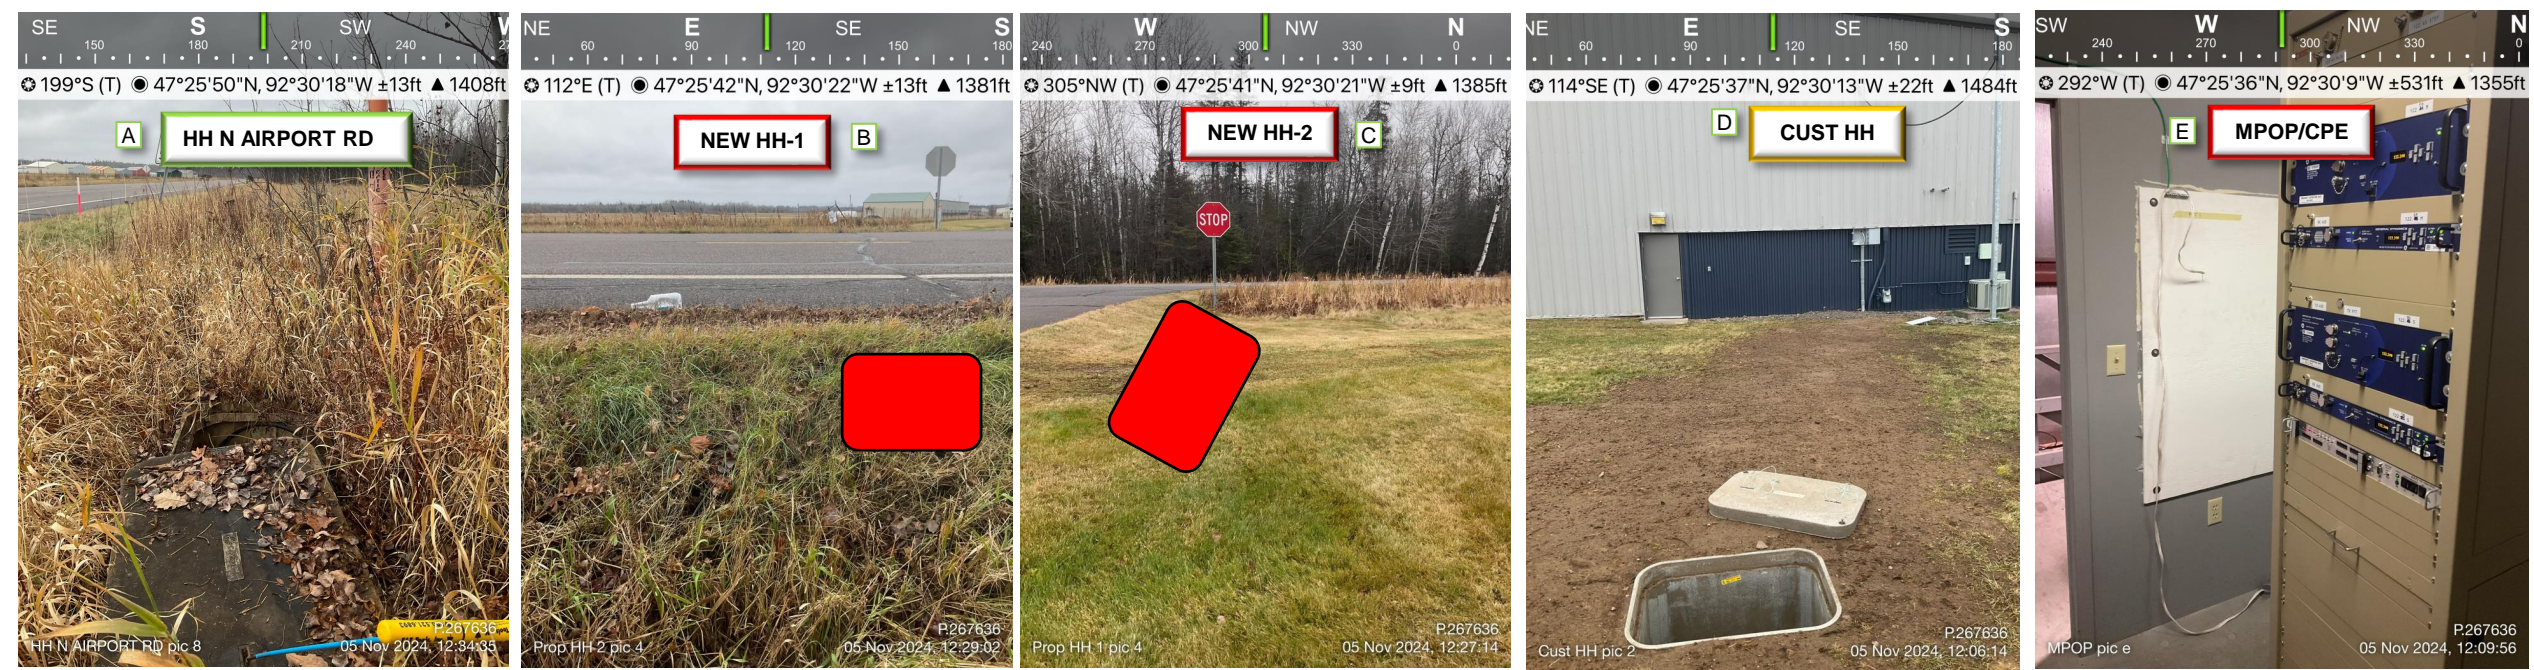 SE S SW W
150 180 210 240 27
199°S (T) 47°25'50"N, 92°30'18"W ±13ft ▲ 1408ft
A HH N AIRPORT RD
P.267636
HH N AIRPORT RD pic 8 05 Nov 2024, 12:34:35
NE E SE S
60 90 120 150 180
112°E (T) 47°25'42"N, 92°30'22"W ±13ft ▲ 1381ft
NEW HH-1 B
P.267636
Prop HH 2 pic 4 05 Nov 2024, 12:29:02
W NW N
240 270 300 330 0
305°NW (T) 47°25'41"N, 92°30'21"W ±9ft ▲ 1385ft
NEW HH-2 C
STOP
P.267636
Prop HH 1 pic 4 05 Nov 2024, 12:27:14
NE E SE S
60 90 120 150 180
114°SE (T) 47°25'37"N, 92°30'13"W ±22ft ▲ 1484ft
D CUST HH
P.267636
Cust HH pic 2 05 Nov 2024, 12:06:14
SW W NW N
240 270 300 330 0
292°W (T) 47°25'36"N, 92°30'9"W ±531ft ▲ 1355ft
E MPOP/CPE
P.267636
MPOP pic e 05 Nov 2024, 12:09:56